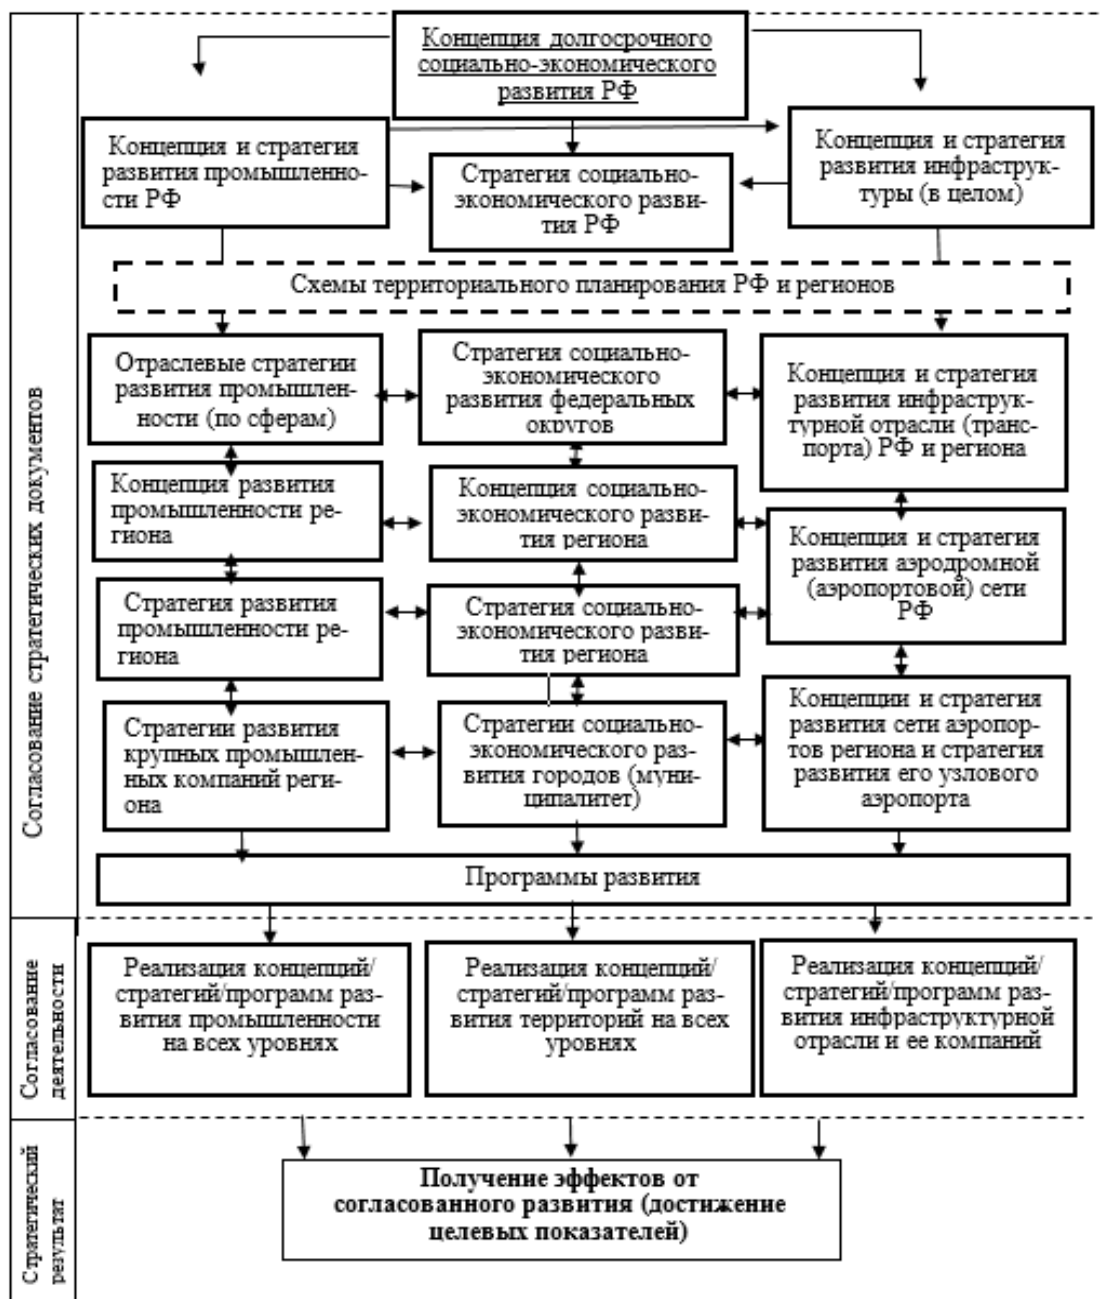 Концепция долгосрочного
социально-экономического
развития РФ
Концепция и стратегия
развития промышленно-
сти РФ
Стратегия социально-
экономического разви-
тия РФ
Концепция и стратегия
развития инфраструк-
туры (в целом)
Схемы территориального планирования РФ и регионов
Отраслевые стратегии
развития промышлен-
ности (по сферам)
Стратегия социально-
экономического
развития федеральных
округов
Концепция и стратегия
развития инфраструк-
турной отрасли (транс-
порта) РФ и региона
Концепция развития
промышленности ре-
гиона
Концепция социально-
экономического разви-
тия региона
Концепция и стратегия
развития аэродромной
(аэропортовой) сети
РФ
Стратегия развития
промышленности ре-
гиона
Стратегия социально-
экономического разви-
тия региона
Стратегии развития
крупных промышлен-
ных компаний реги-
она
Стратегии социально-
экономического раз-
вития городов (муни-
ципалитет)
Концепции и стратегия
развития сети аэропор-
тов региона и стратегия
развития его узлового
аэропорта
Программы развития
Согласование стратегических документов
Реализация концепций/
стратегий/программ раз-
вития промышленности
на всех уровнях
Реализация концепций/
стратегий/программ раз-
вития территорий на всех
уровнях
Реализация концепций/
стратегий/программ раз-
вития инфраструктурной
отрасли и ее компаний
Согласование
деятельности
Получение эффектов от
согласованного развития (достижение
целевых показателей)
Стратегический
результат